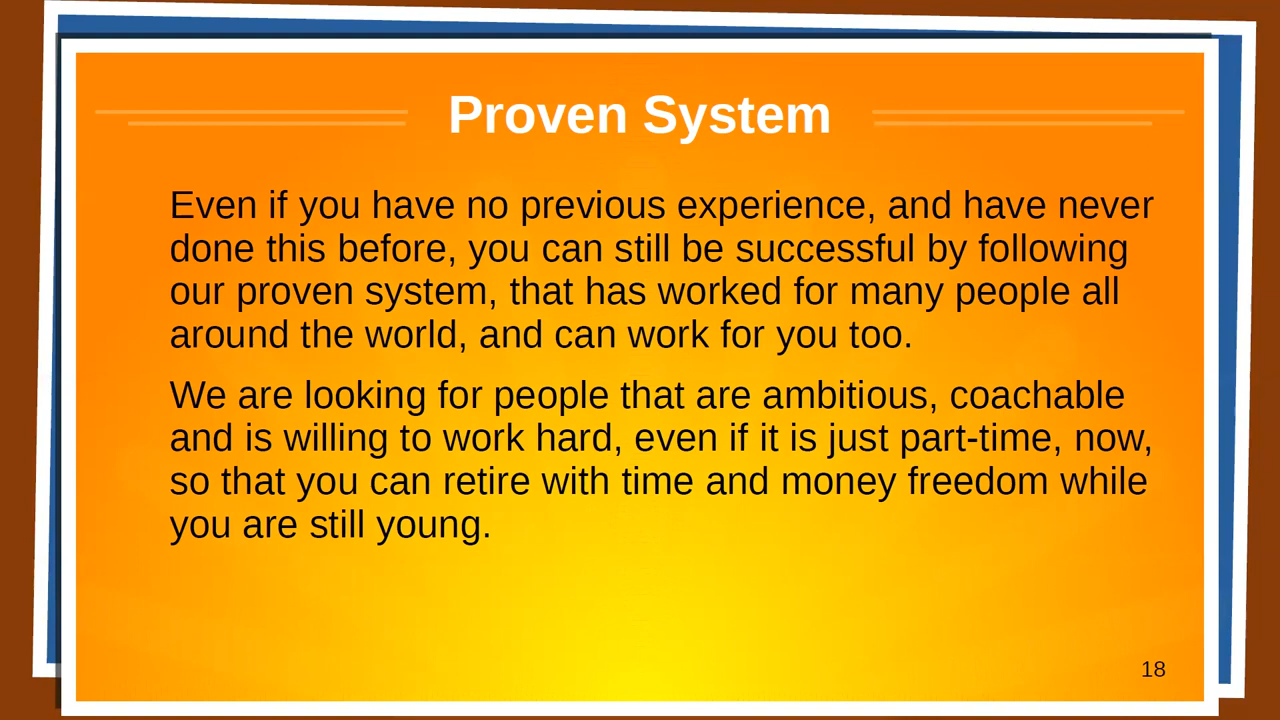 Proven System
Even if you have no previous experience, and have never
done this before, you can still be successful by following
our proven system, that has worked for many people all
around the world, and can work for you too.
We are looking for people that are ambitious, coachable
and is willing to work hard, even if it is just part-time, now,
so that you can retire with time and money freedom while
you are still young.
18